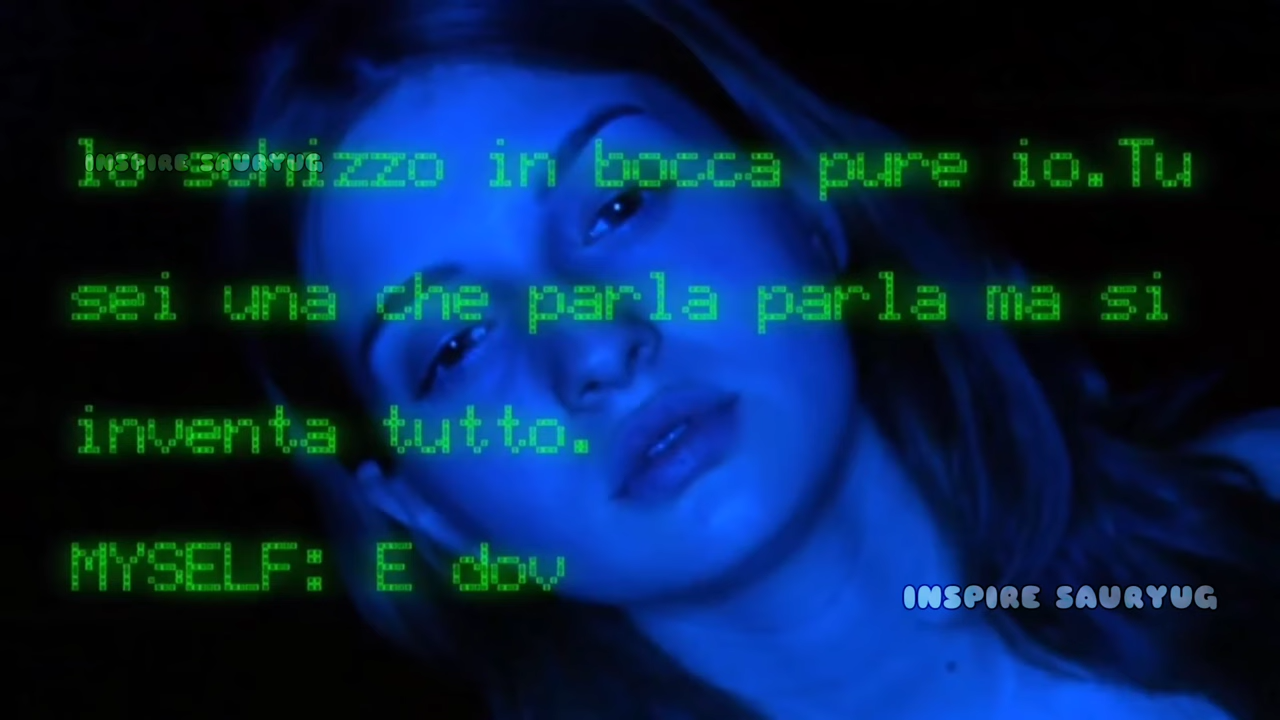 lo schizzo in bocca pure io.Tu
INSPIRE SAURYUG
sei una che parla parla ma si
inventa tutto.
MYSELF: E dov
INSPIRE SAURYUG